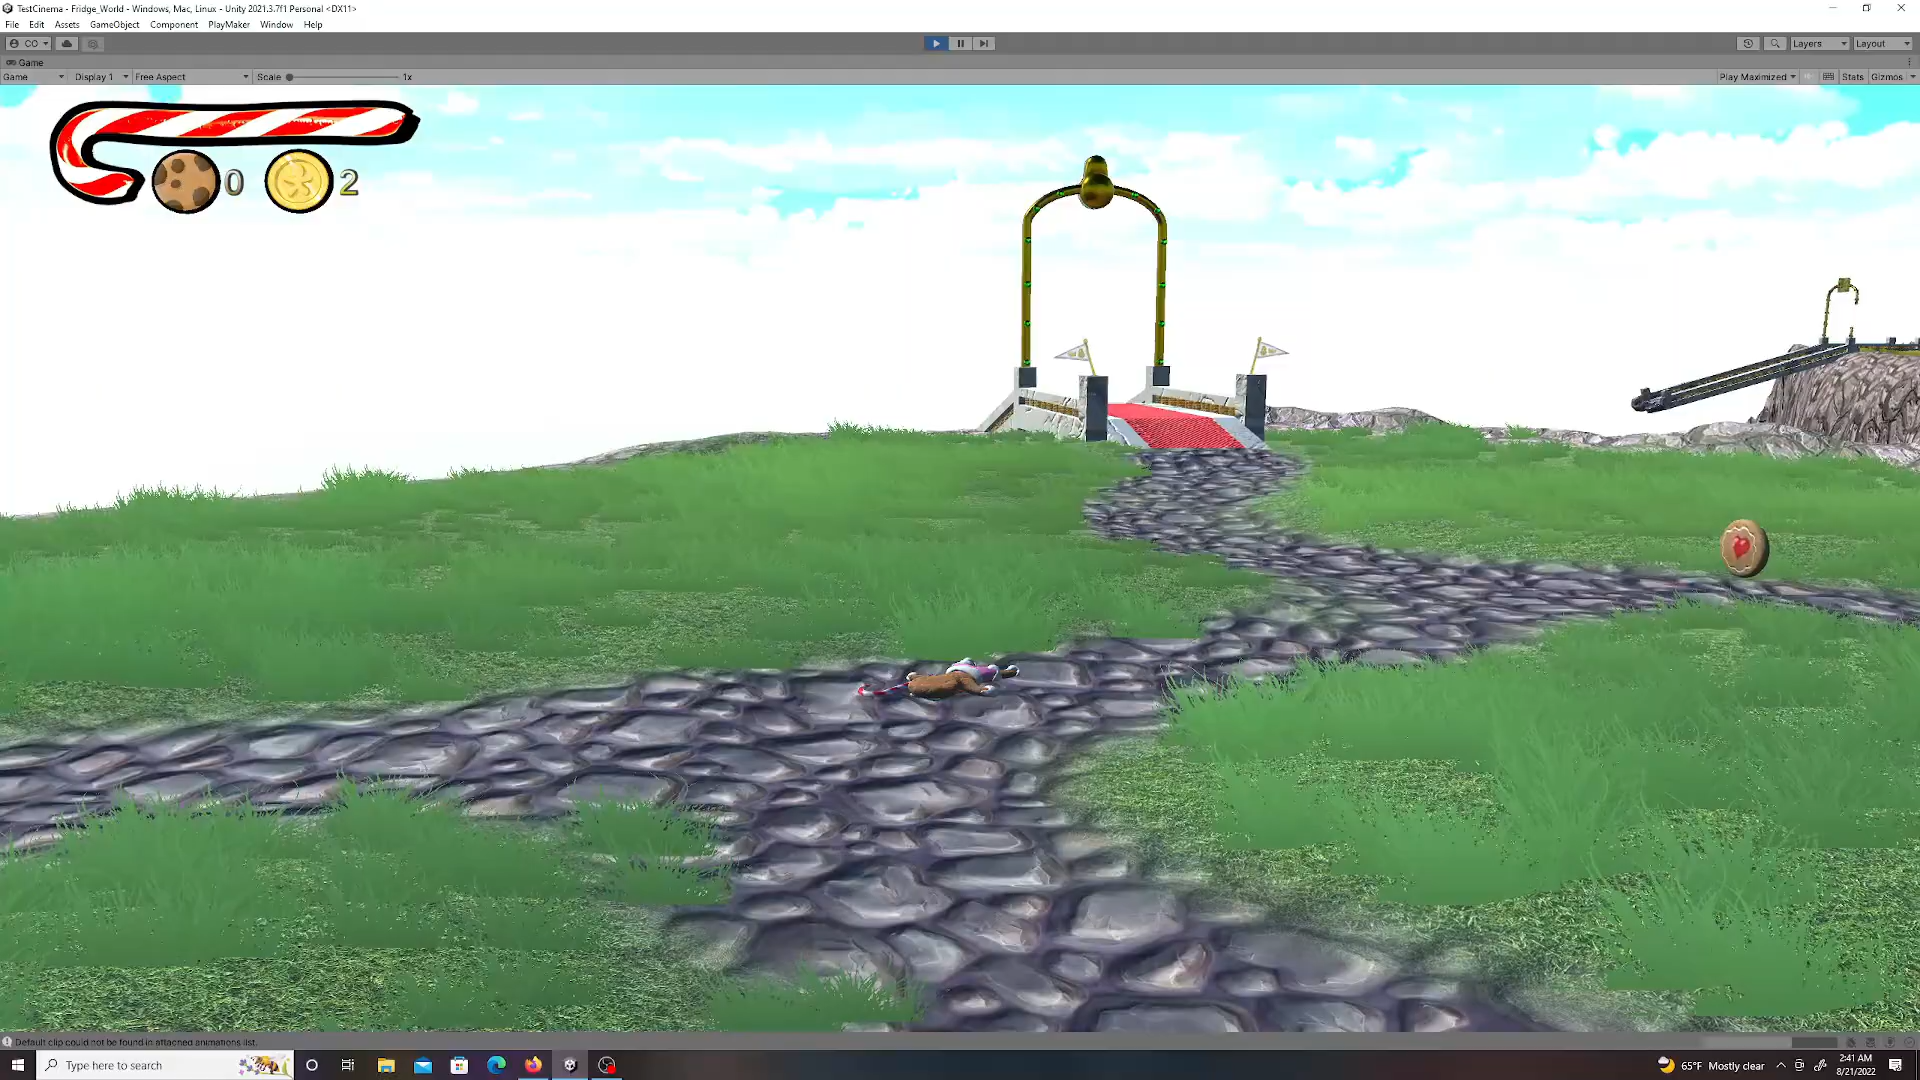 TestCinema - Fridge_World - Windows, Mac, Linux - Unity 2021.3.7f1 Personal <DX11>
File Edit Assets GameObject Component PlayMaker Window Help
CO Layers Layout
Game
Game Display 1 Free Aspect Scale 1x Play Maximized Stats Gizmos
0 2
Default clip could not be found in attached animations list.
Type here to search 65°F Mostly clear 2:41 AM
8/21/2022